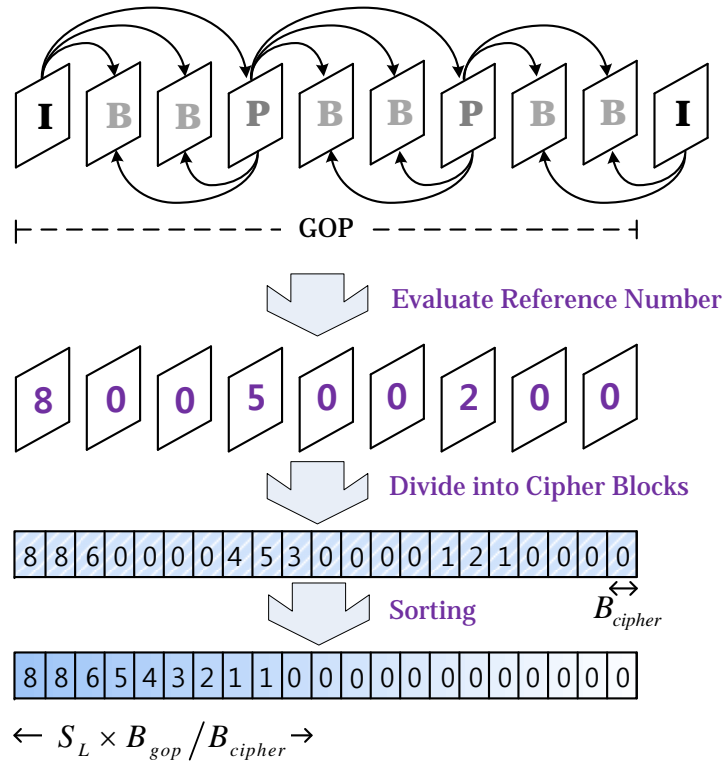 I B B P B B P B B I
GOP
Evaluate Reference Number
8 0 0 5 0 0 2 0 0
Divide into Cipher Blocks
8 8 6 0 0 0 0 4 5 3 0 0 0 0 1 2 1 0 0 0 0
B_cipher
Sorting
8 8 6 5 4 3 2 1 1 0 0 0 0 0 0 0 0 0 0 0 0
← S_L × B_gop / B_cipher →